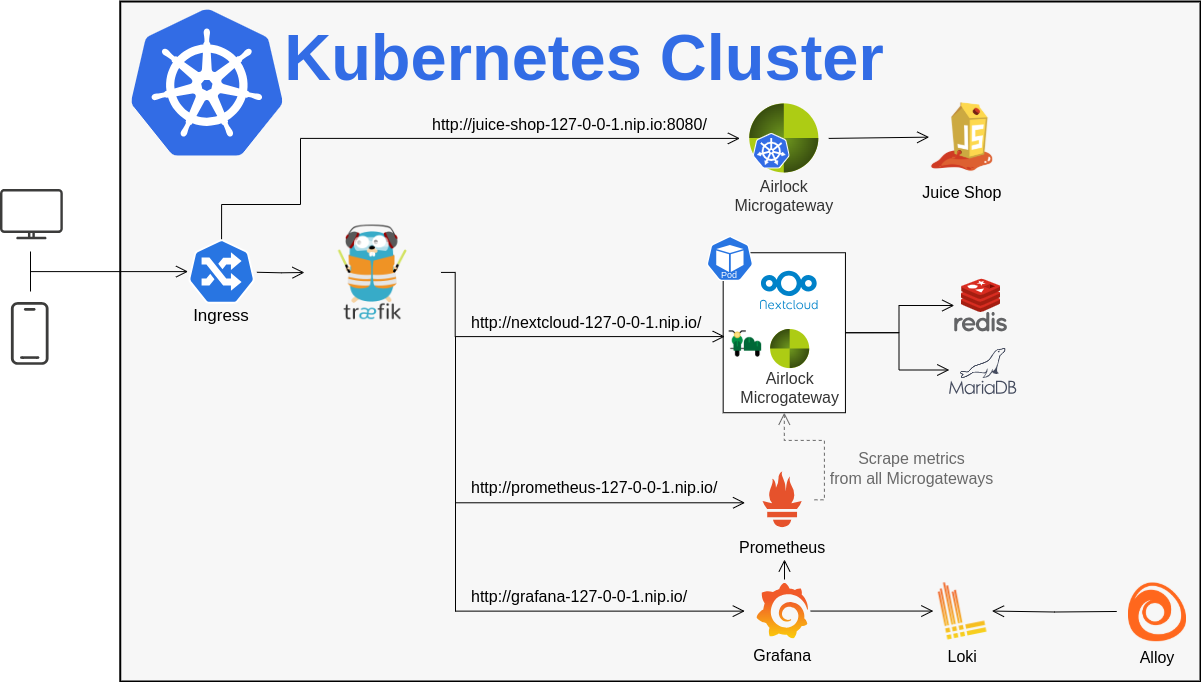 Kubernetes Cluster
http://juice-shop-127-0-0-1.nip.io:8080/
Airlock
Microgateway
JS
Juice Shop
Ingress
træfik
Pod
Nextcloud
http://nextcloud-127-0-0-1.nip.io/
Airlock
Microgateway
redis
MariaDB
Scrape metrics
from all Microgateways
http://prometheus-127-0-0-1.nip.io/
Prometheus
http://grafana-127-0-0-1.nip.io/
Grafana
Loki
Alloy